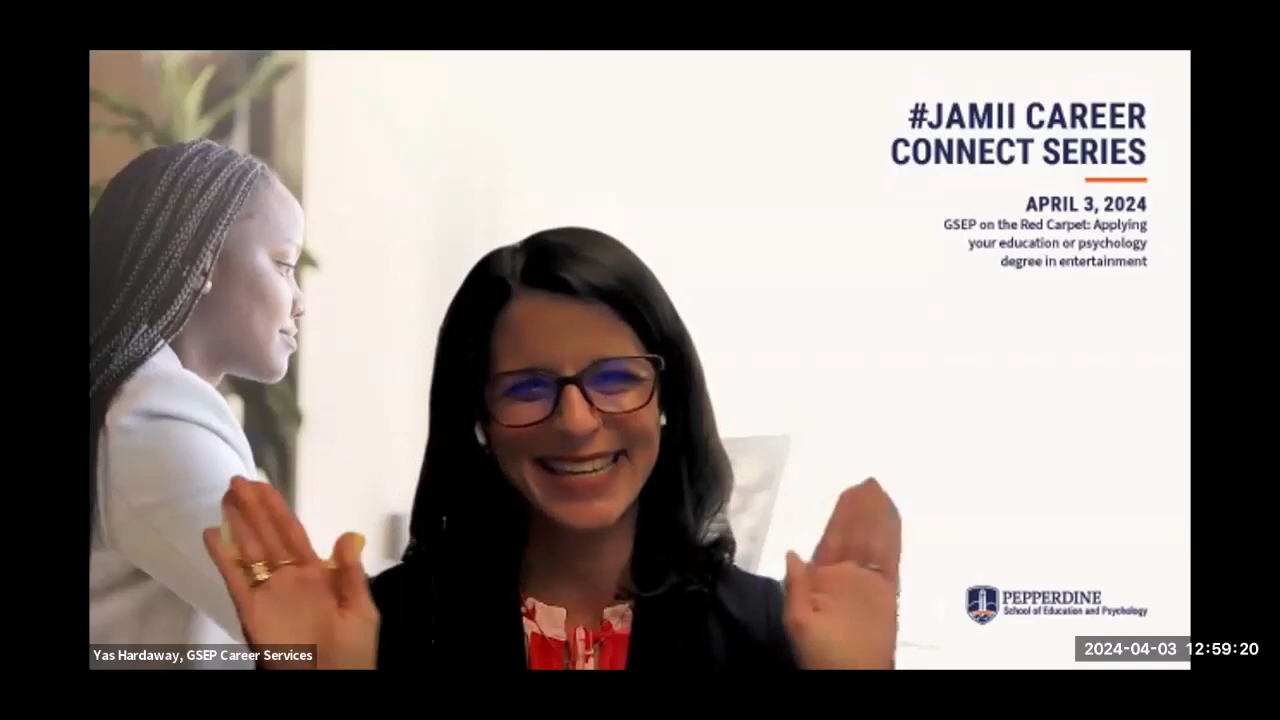 #JAMII CAREER
CONNECT SERIES
APRIL 3, 2024
GSEP on the Red Carpet: Applying
your education or psychology
degree in entertainment
PEPPERDINE
School of Education and Psychology
Yas Hardaway, GSEP Career Services
2024-04-03 12:59:20